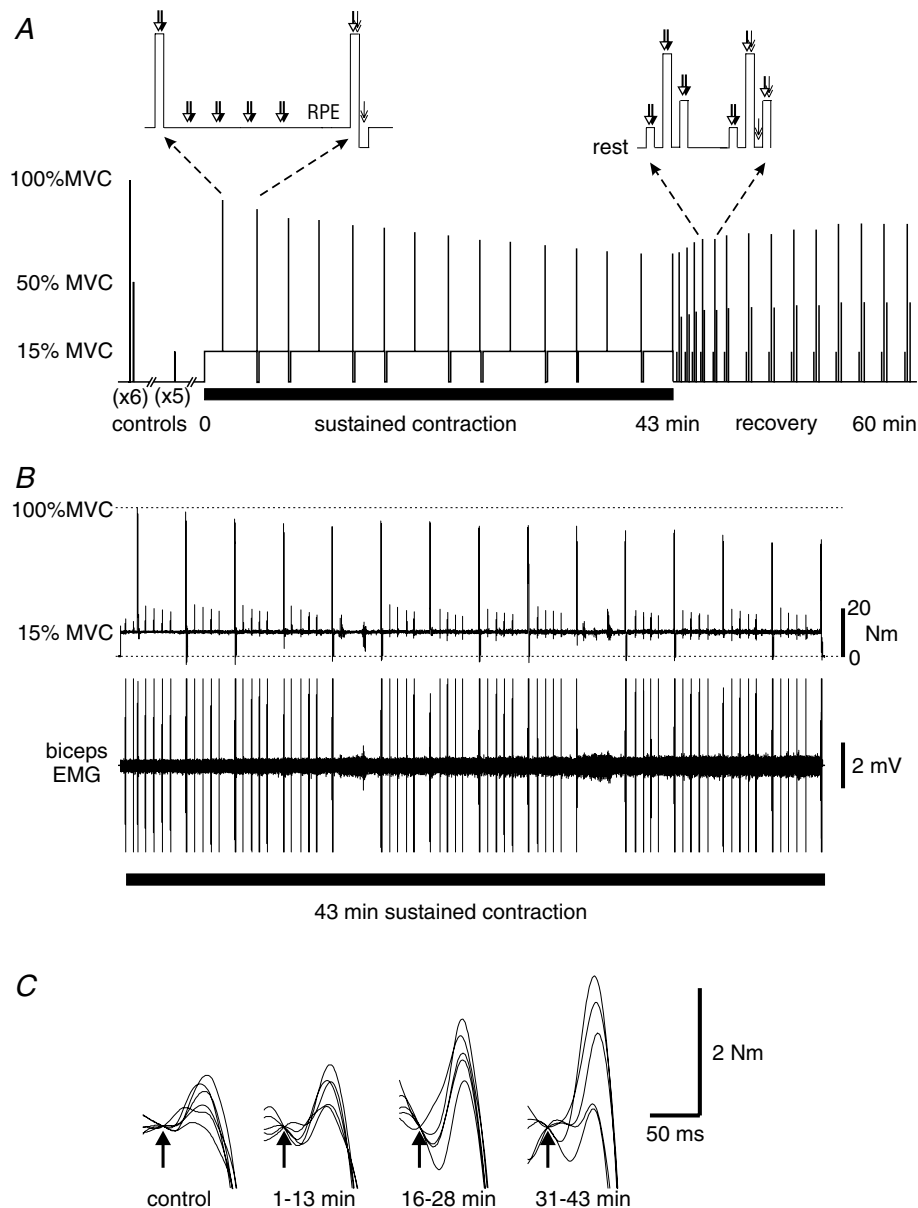 A
RPE
rest
100%MVC
50% MVC
15% MVC
(x6) (x5)
controls 0 sustained contraction 43 min recovery 60 min
B
100%MVC
15% MVC
20
Nm
0
biceps
EMG
2 mV
43 min sustained contraction
C
2 Nm
50 ms
control 1-13 min 16-28 min 31-43 min